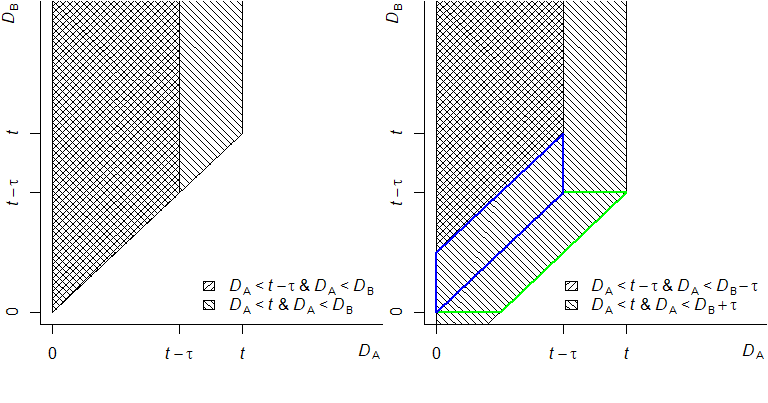 D_B
t
t − τ
0
D_A < t − τ & D_A < D_B
D_A < t & D_A < D_B
0
t − τ
t
D_A
D_B
t
t − τ
0
D_A < t − τ & D_A < D_B − τ
D_A < t & D_A < D_B + τ
0
t − τ
t
D_A